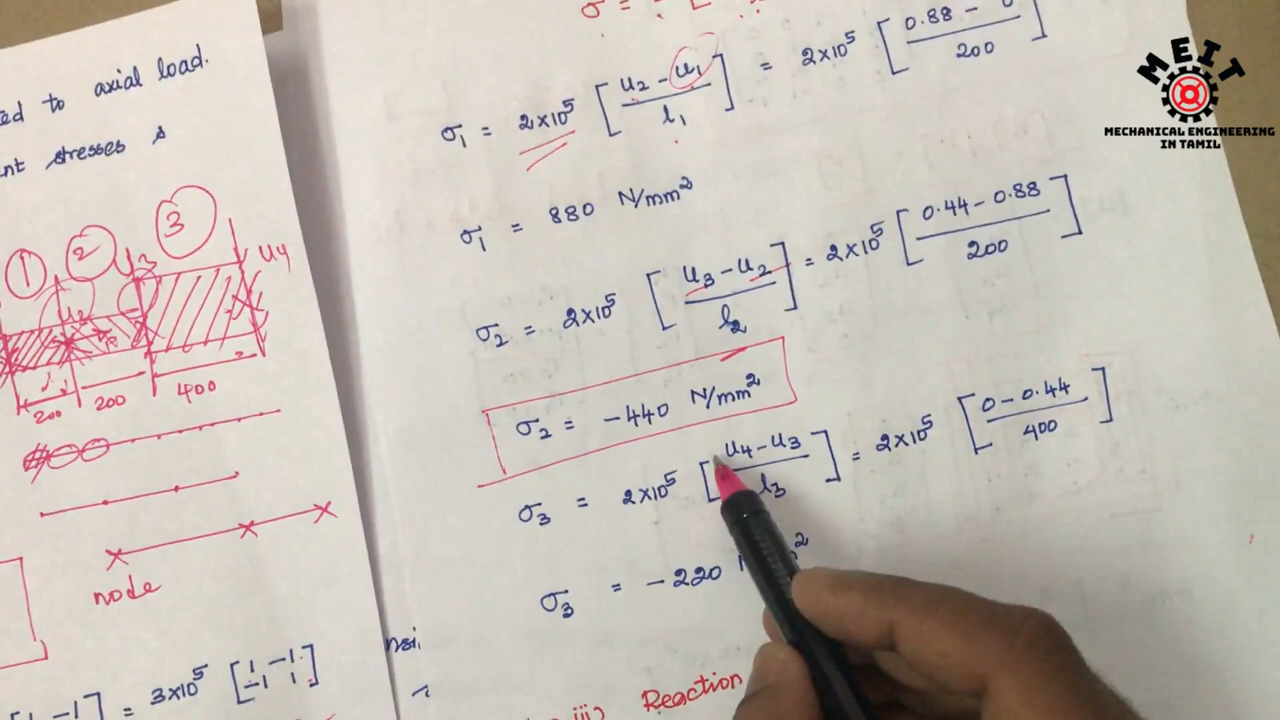 ed to axial load.
nt stresses &
① ② ③
U4
U2
200 200 400
node
= 3×10⁵ [1 -1
-1 1]
σ₁ = 2×10⁵ [u₂ - u₁ / l₁] = 2×10⁵ [0.88 - 0 / 200]
σ₁ = 880 N/mm²
σ₂ = 2×10⁵ [u₃ - u₂ / l₂] = 2×10⁵ [0.44 - 0.88 / 200]
σ₂ = -440 N/mm²
σ₃ = 2×10⁵ [u₄ - u₃ / l₃] = 2×10⁵ [0 - 0.44 / 400]
σ₃ = -220
iii) Reaction
MEIT
MECHANICAL ENGINEERING
IN TAMIL